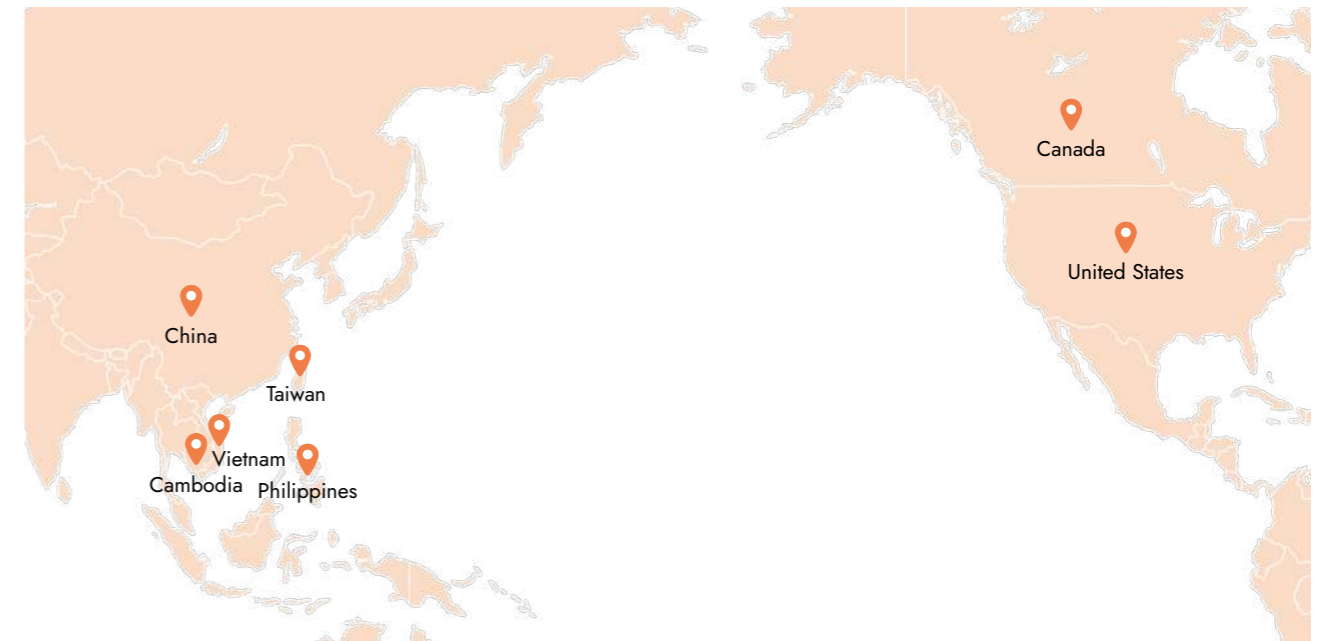 Canada
United States
China
Taiwan
Vietnam
Cambodia
Philippines